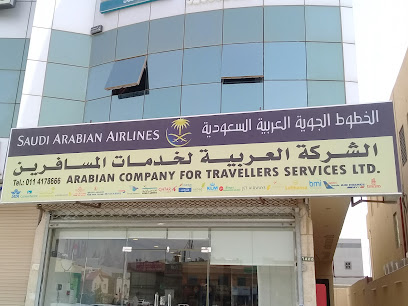 SAUDI ARABIAN AIRLINES الخطوط الجوية العربية السعودية
الشركة العربية لخدمات المسافرين
Tel.: 011 4178666 ARABIAN COMPANY FOR TRAVELLERS SERVICES LTD.
bmi